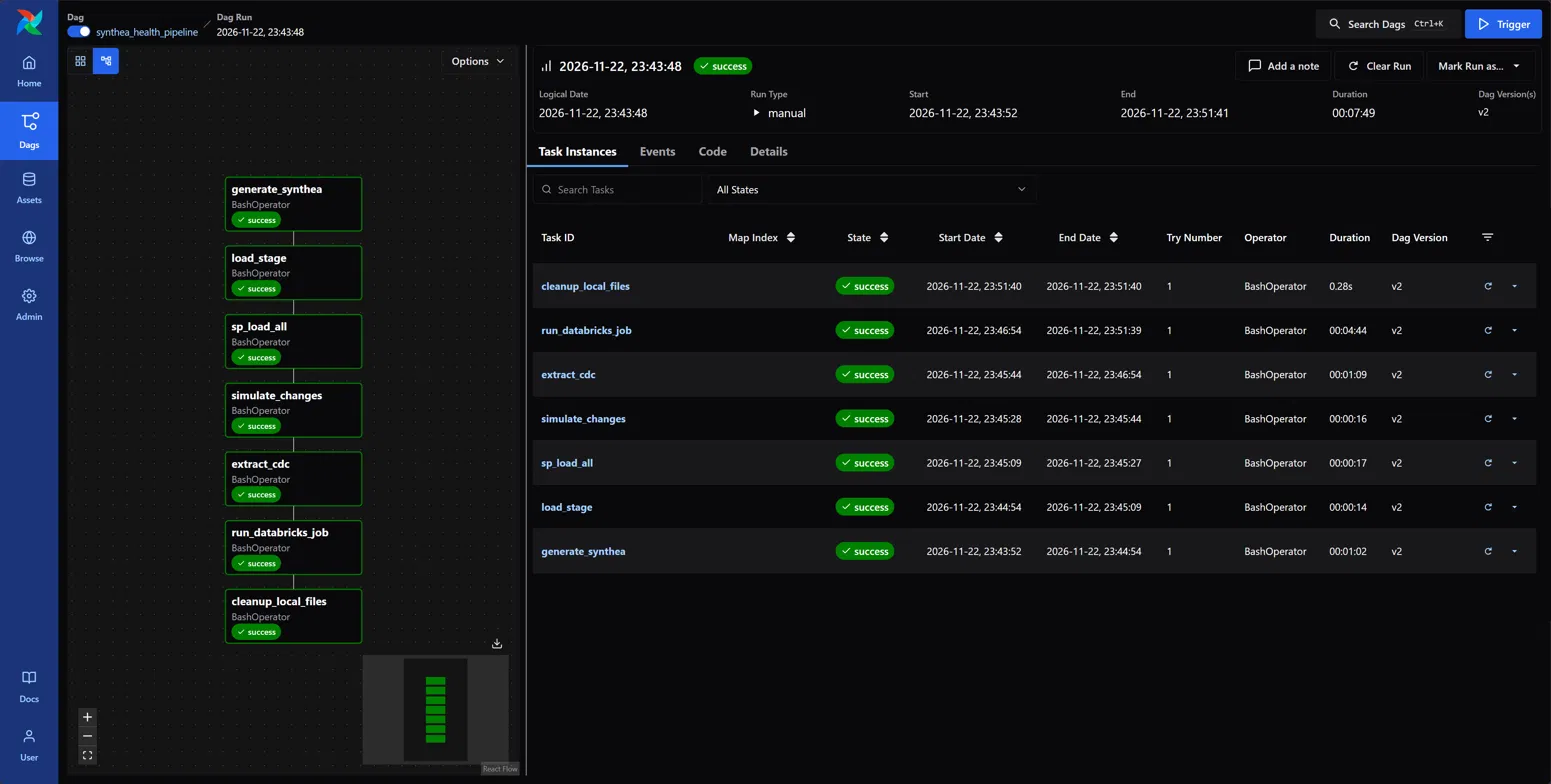 Dag
synthea_health_pipeline
/
Dag Run
2026-11-22, 23:43:48
Search Dags Ctrl+K
Trigger
Home
Dags
Assets
Browse
Admin
Docs
User
Options
generate_synthea
BashOperator
success
load_stage
BashOperator
success
sp_load_all
BashOperator
success
simulate_changes
BashOperator
success
extract_cdc
BashOperator
success
run_databricks_job
BashOperator
success
cleanup_local_files
BashOperator
success
React Flow
2026-11-22, 23:43:48 success
Add a note Clear Run Mark Run as...
Logical Date Run Type Start End Duration Dag Version(s)
2026-11-22, 23:43:48 manual 2026-11-22, 23:43:52 2026-11-22, 23:51:41 00:07:49 v2
Task Instances Events Code Details
Search Tasks All States
Task ID Map Index State Start Date End Date Try Number Operator Duration Dag Version
cleanup_local_files success 2026-11-22, 23:51:40 2026-11-22, 23:51:40 1 BashOperator 0.28s v2
run_databricks_job success 2026-11-22, 23:46:54 2026-11-22, 23:51:39 1 BashOperator 00:04:44 v2
extract_cdc success 2026-11-22, 23:45:44 2026-11-22, 23:46:54 1 BashOperator 00:01:09 v2
simulate_changes success 2026-11-22, 23:45:28 2026-11-22, 23:45:44 1 BashOperator 00:00:16 v2
sp_load_all success 2026-11-22, 23:45:09 2026-11-22, 23:45:27 1 BashOperator 00:00:17 v2
load_stage success 2026-11-22, 23:44:54 2026-11-22, 23:45:09 1 BashOperator 00:00:14 v2
generate_synthea success 2026-11-22, 23:43:52 2026-11-22, 23:44:54 1 BashOperator 00:01:02 v2